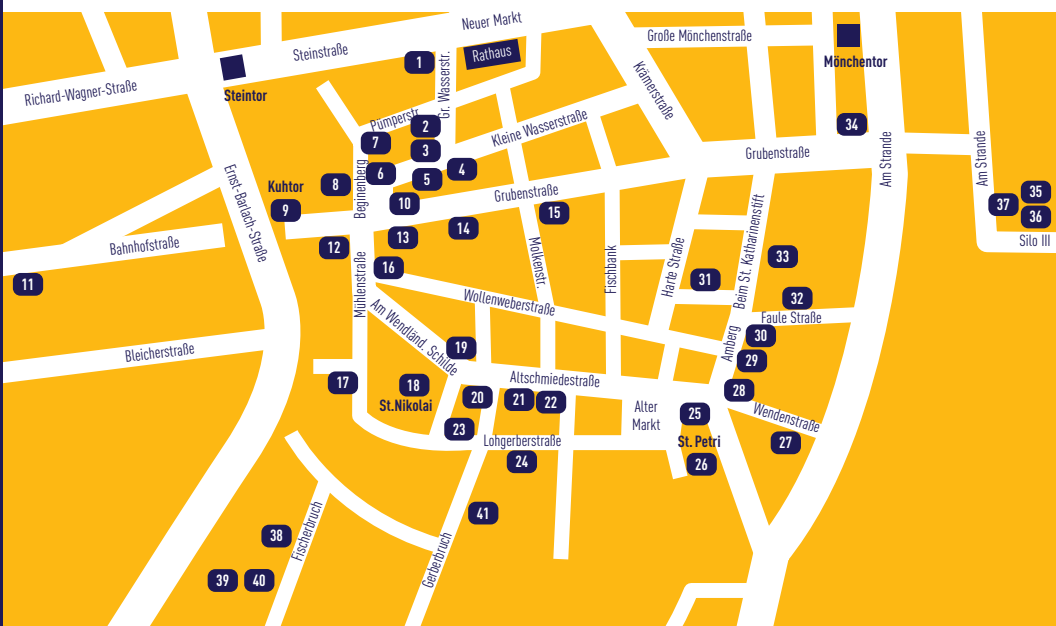 Neuer Markt
Große Mönchenstraße
Steinstraße
1
Rathaus
Mönchentor
Richard-Wagner-Straße
Steintor
Gr. Wasserstr.
Krämerstraße
Pümperstr.
2
34
7
3
Kleine Wasserstraße
Grubenstraße
Am Strande
Am Strande
Ernst-Barlach-Straße
Kuhtor
8
Beginenberg
6
5
4
35
9
10
Grubenstraße
15
37
36
14
Silo III
Bahnhofstraße
12
13
Molkenstr.
Fischbank
Harte Straße
Beim St. Katharinenstift
33
11
Mühlenstraße
16
31
Wollenweberstraße
32
Am Wendländ. Schilde
Faule Straße
Bleicherstraße
19
Amberg
30
29
17
18
St.Nikolai
Altschmiedestraße
20
21
22
28
Alter
Markt
25
Wendenstraße
23
Lohgerberstraße
St. Petri
27
24
26
41
38
Fischerbruch
Gerberbruch
39
40